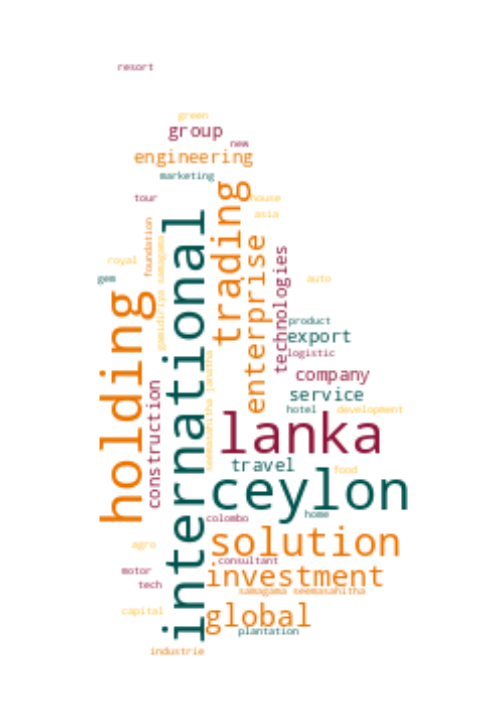 resort
green
group
new
engineering
marketing
trading
tour
house
asia
international
foundation
enterprise
gamidiriya samagama
technologies
royal
gem
auto
holding
product
export
logistic
seemasahitha janatha
company
construction
service
hotel
development
lanka
travel
food
ceylon
home
colombo
solution
agro
consultant
motor
investment
tech
samagama seemasahitha
global
capital
plantation
industrie